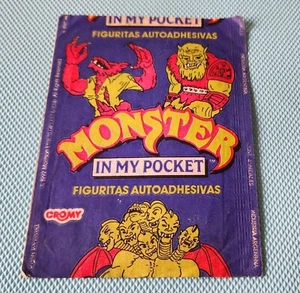 IN MY POCKET
FIGURITAS AUTOADHESIVAS
MONSTER
IN MY POCKET
FIGURITAS AUTOADHESIVAS
CROMY